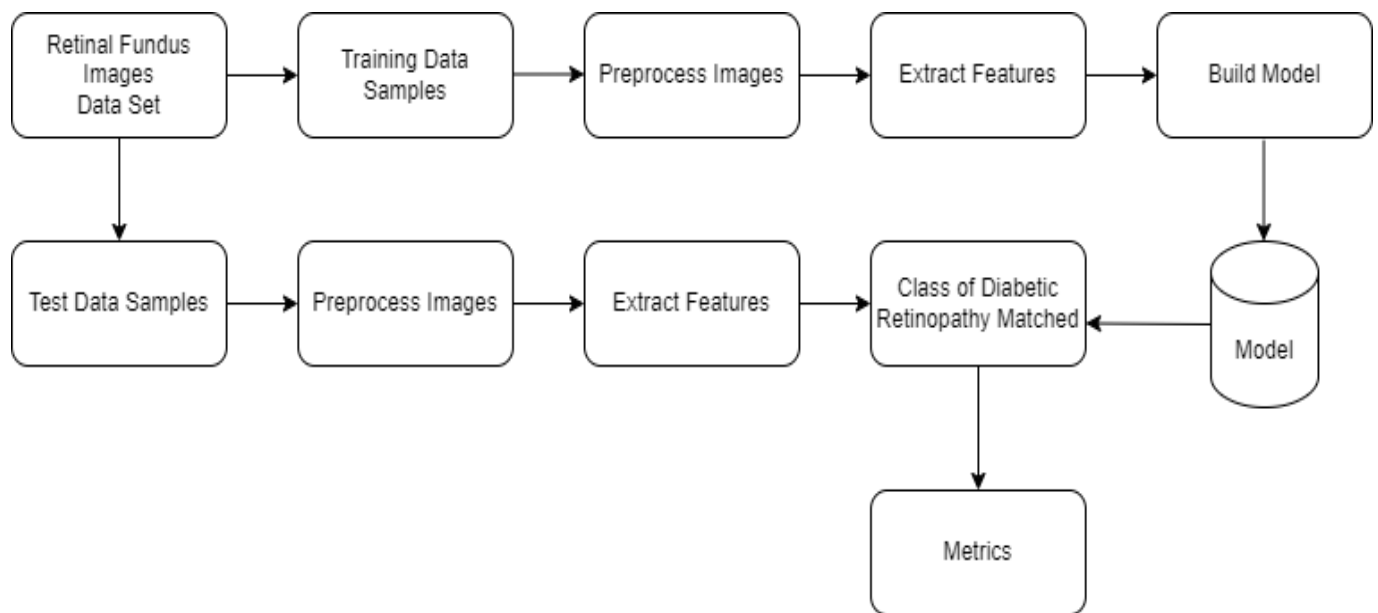 Retinal Fundus
Images
Data Set
Training Data
Samples
Preprocess Images
Extract Features
Build Model
Test Data Samples
Preprocess Images
Extract Features
Class of Diabetic
Retinopathy Matched
Model
Metrics